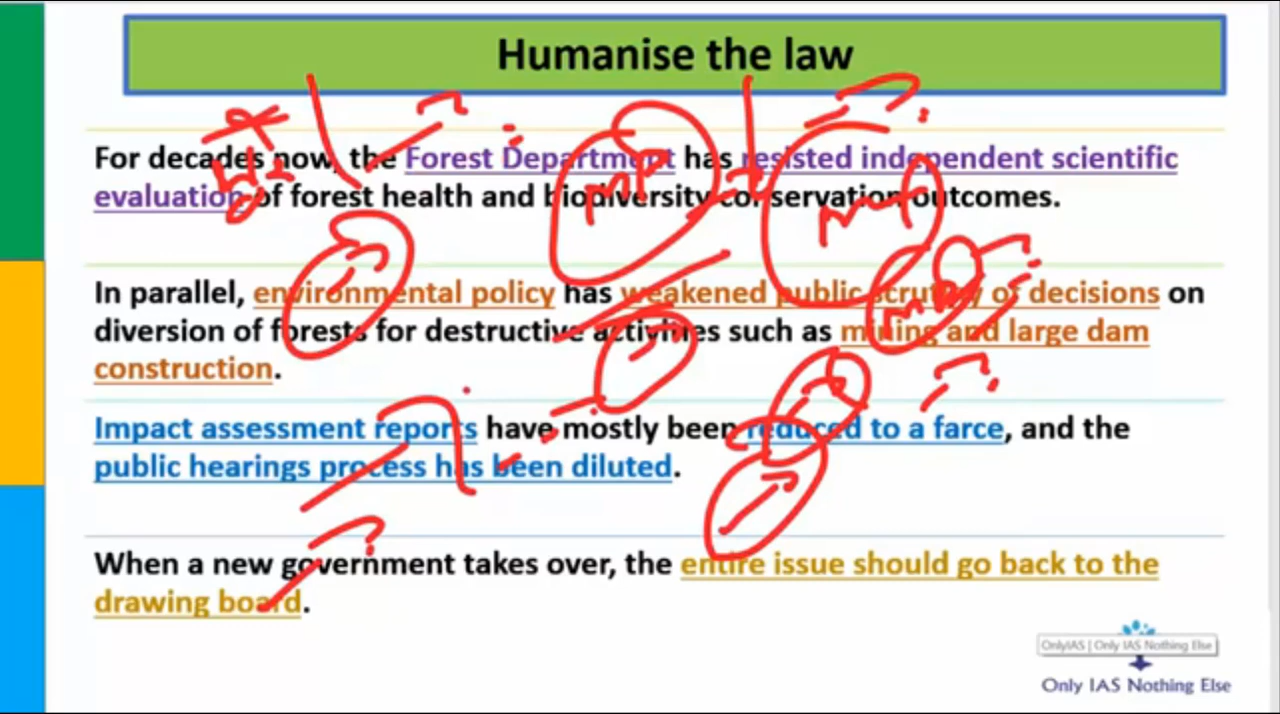 Humanise the law
For decades now, the Forest Department has resisted independent scientific
evaluation of forest health and biodiversity conservation outcomes.
In parallel, environmental policy has weakened public scrutiny of decisions on
diversion of forests for destructive activities such as mining and large dam
construction.
Impact assessment reports have mostly been reduced to a farce, and the
public hearings process has been diluted.
When a new government takes over, the entire issue should go back to the
drawing board.
OnlyIAS | Only IAS Nothing Else
Only IAS Nothing Else